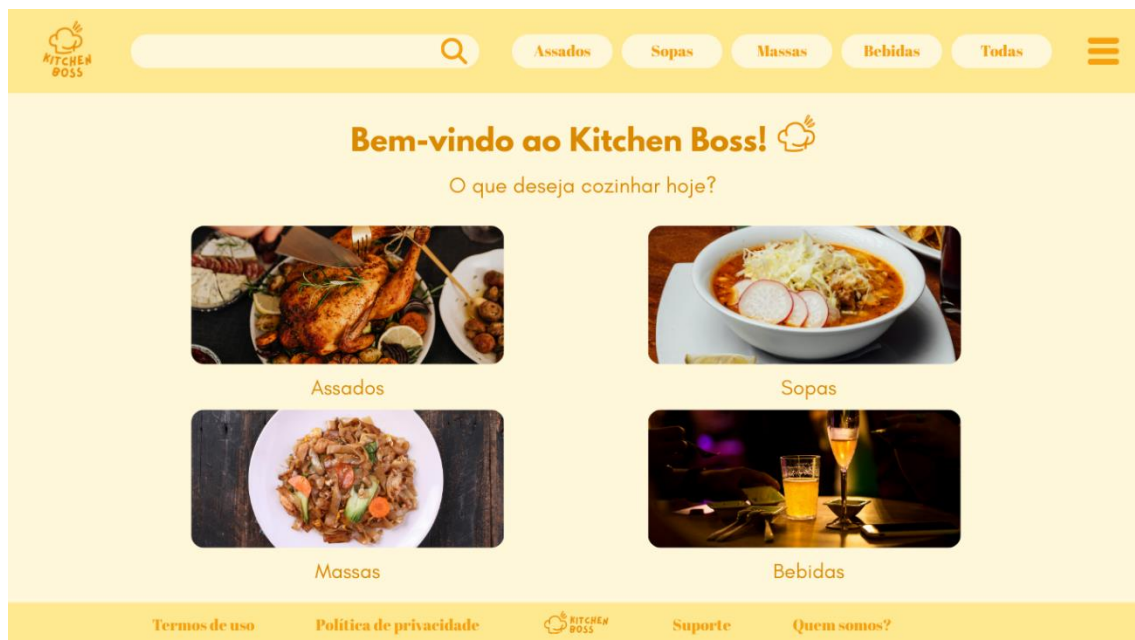 KITCHEN
BOSS
Assados Sopas Massas Bebidas Todas
Bem-vindo ao Kitchen Boss!
O que deseja cozinhar hoje?
Assados Sopas
Massas Bebidas
Termos de uso Política de privacidade KITCHEN BOSS Suporte Quem somos?